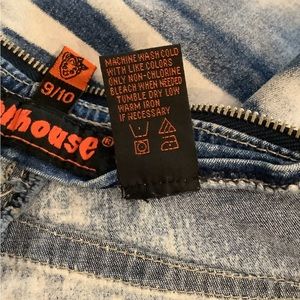 9/10
house®
MACHINE WASH COLD
WITH LIKE COLORS
ONLY NON-CHLORINE
BLEACH WHEN NEEDED
TUMBLE DRY LOW
WARM IRON
IF NECESSARY